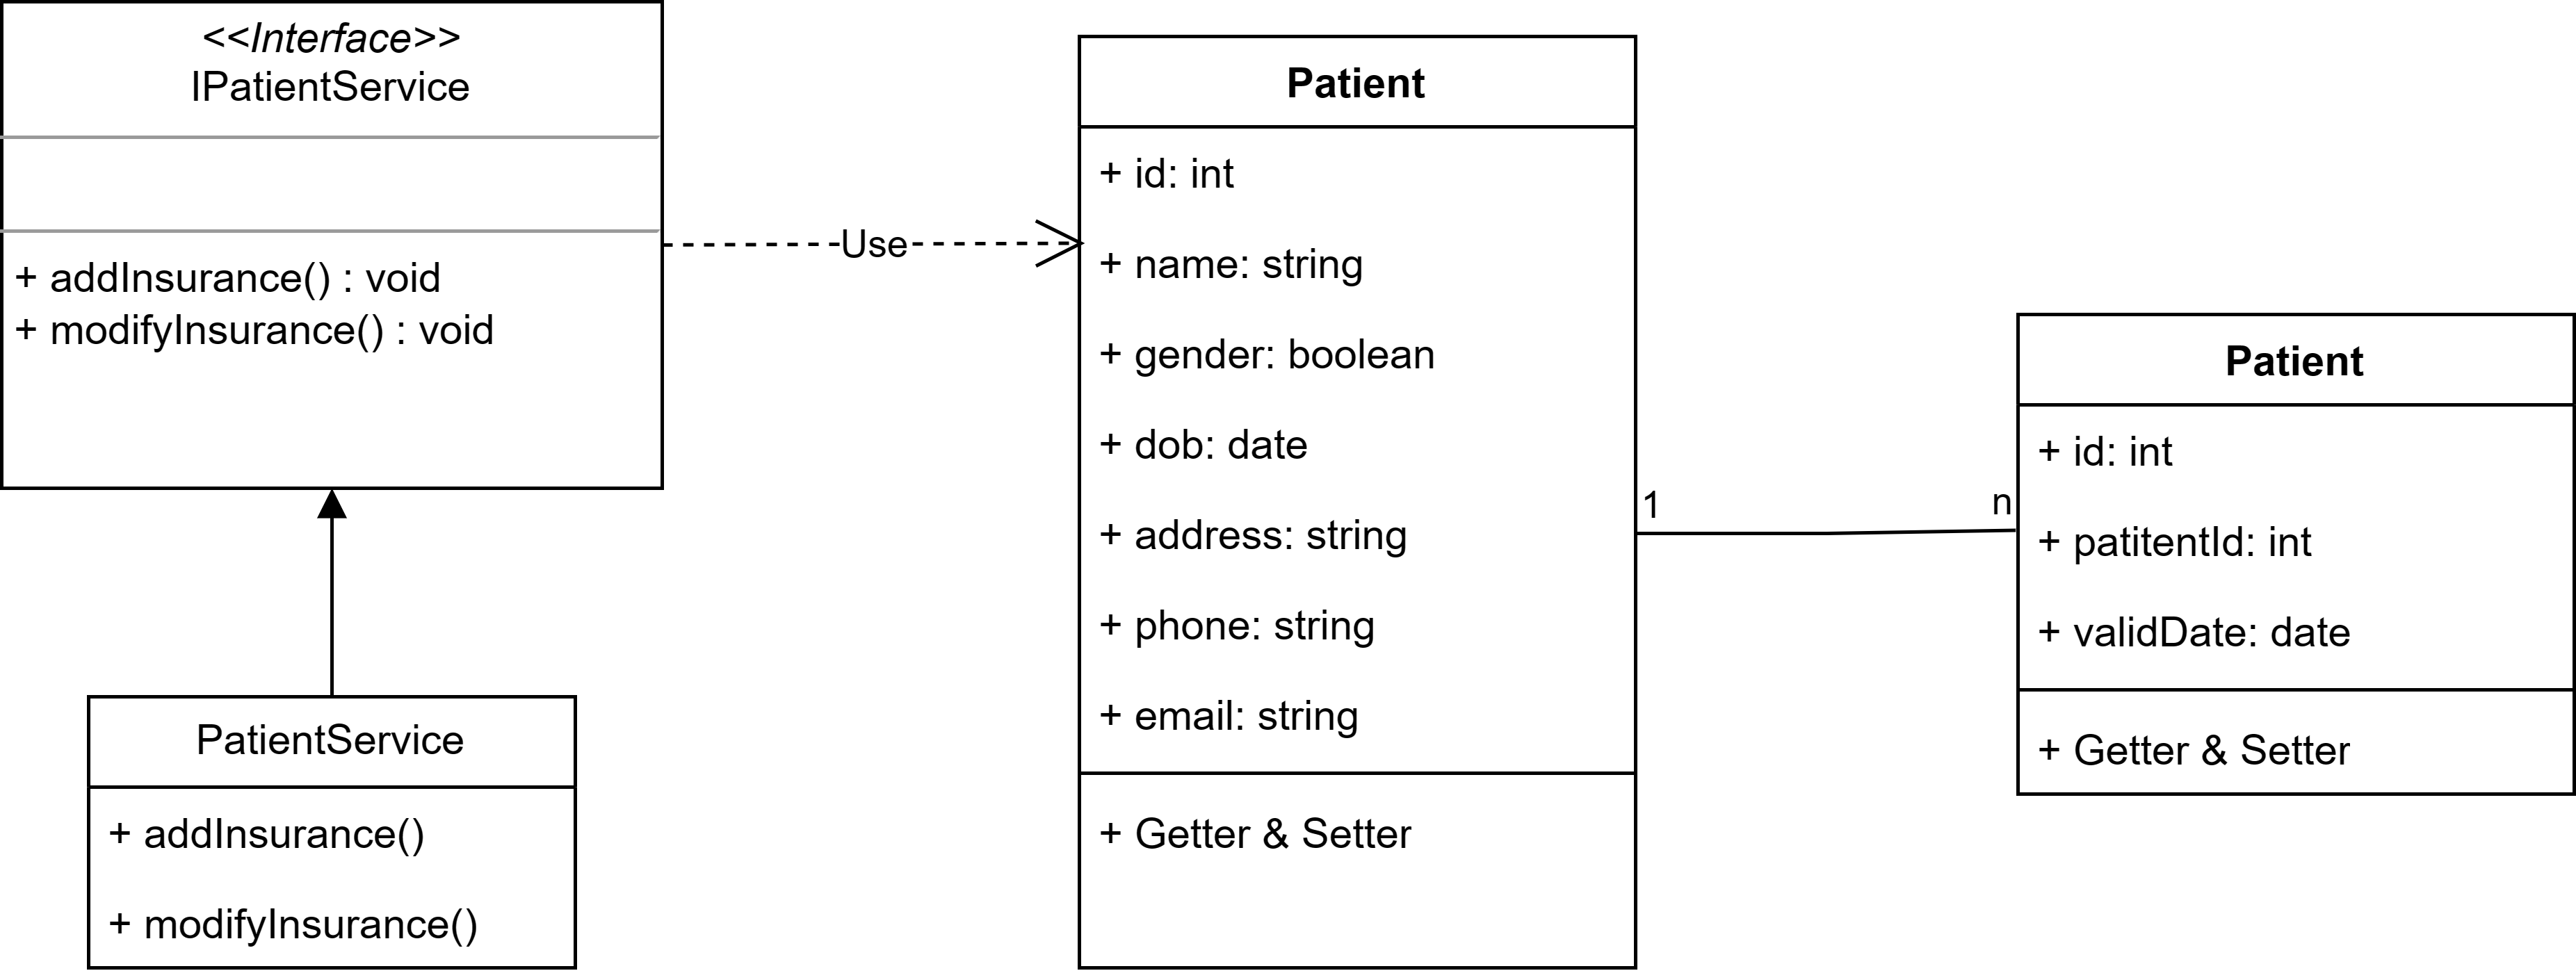 <<Interface>>
IPatientService
+ addInsurance() : void
+ modifyInsurance() : void
Use
PatientService
+ addInsurance()
+ modifyInsurance()
Patient
+ id: int
+ name: string
+ gender: boolean
+ dob: date
+ address: string
+ phone: string
+ email: string
+ Getter & Setter
1
n
Patient
+ id: int
+ patitentId: int
+ validDate: date
+ Getter & Setter